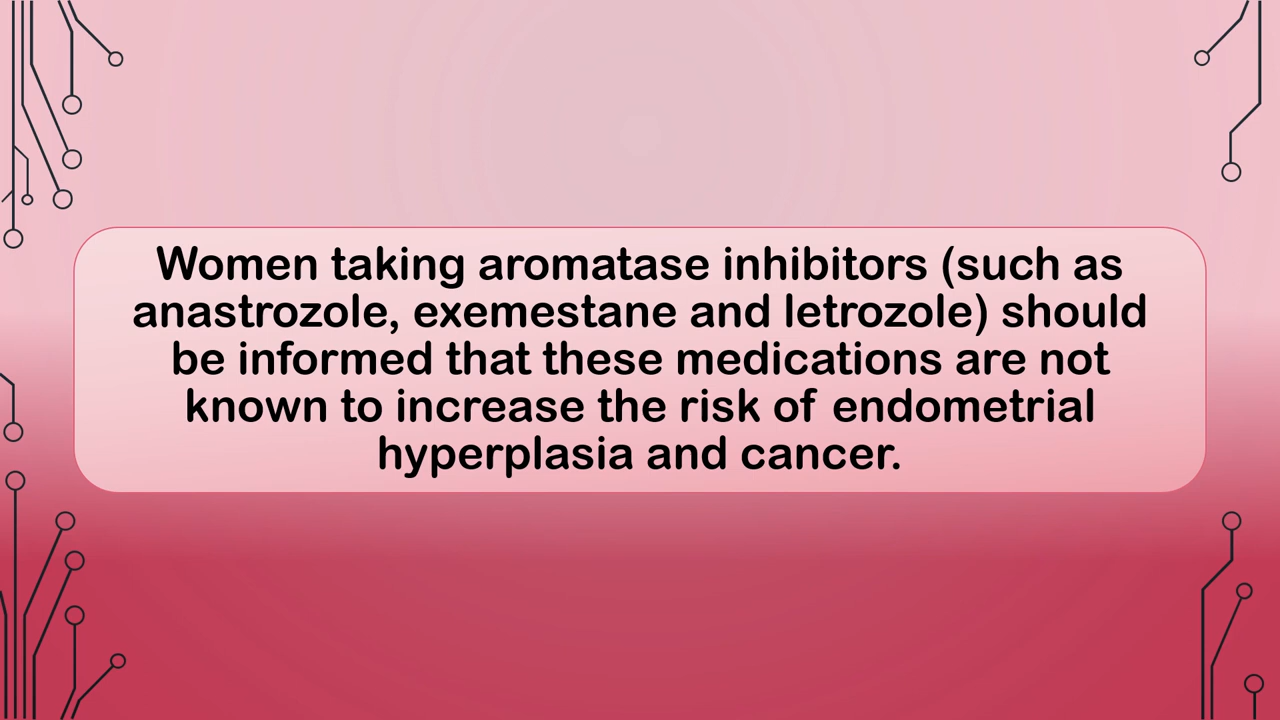 Women taking aromatase inhibitors (such as
anastrozole, exemestane and letrozole) should
be informed that these medications are not
known to increase the risk of endometrial
hyperplasia and cancer.